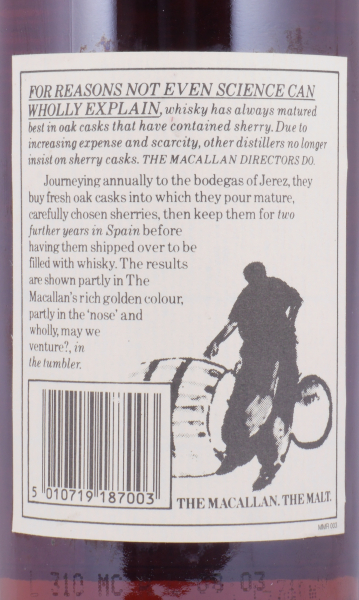 FOR REASONS NOT EVEN SCIENCE CAN
WHOLLY EXPLAIN, whisky has always matured
best in oak casks that have contained sherry. Due to
increasing expense and scarcity, other distillers no longer
insist on sherry casks. THE MACALLAN DIRECTORS DO.
Journeying annually to the bodegas of Jerez, they
buy fresh oak casks into which they pour mature,
carefully chosen sherries, then keep them for two
further years in Spain before
having them shipped over to be
filled with whisky. The results
are shown partly in The
Macallan's rich golden colour,
partly in the 'nose' and
wholly, may we
venture?, in
the tumbler.
5 010719 187003
THE MACALLAN. THE MALT.
310 MC
03